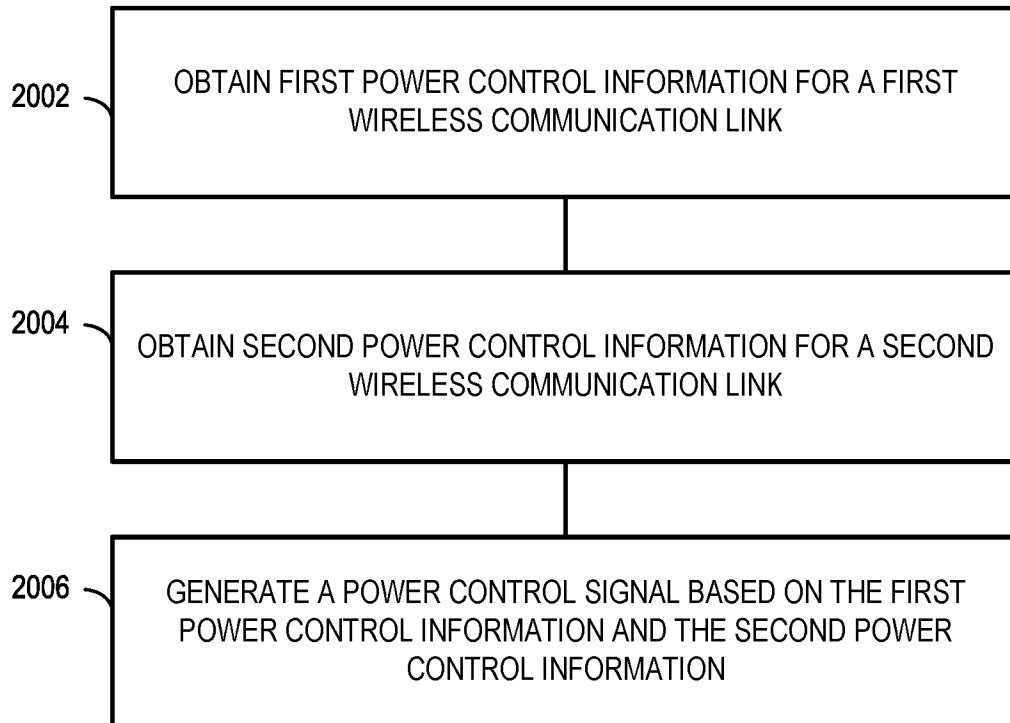 2002
OBTAIN FIRST POWER CONTROL INFORMATION FOR A FIRST
WIRELESS COMMUNICATION LINK
2004
OBTAIN SECOND POWER CONTROL INFORMATION FOR A SECOND
WIRELESS COMMUNICATION LINK
2006
GENERATE A POWER CONTROL SIGNAL BASED ON THE FIRST
POWER CONTROL INFORMATION AND THE SECOND POWER
CONTROL INFORMATION